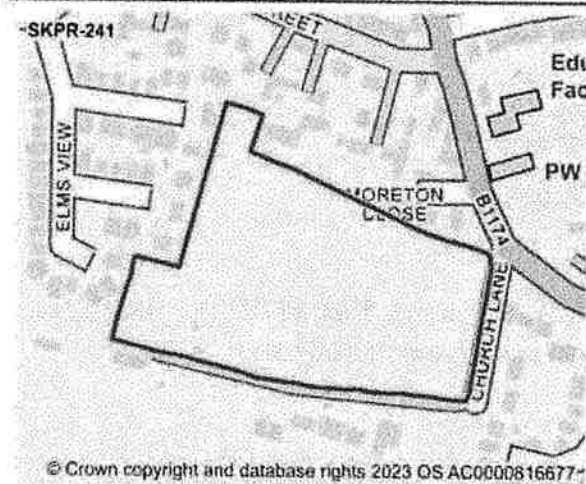 SKPR-241
REET
Edu
Fac
ELMS VIEW
PW
MORETON
CLOSE
B1174
CHURCH LANE
© Crown copyright and database rights 2023 OS AC0000816677